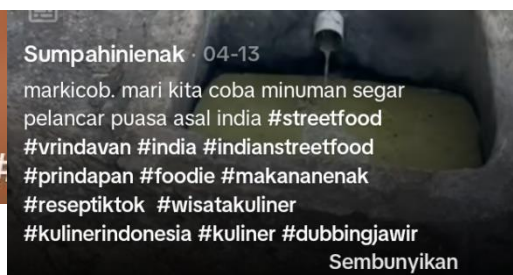 Sumpahinienak · 04-13
markicob. mari kita coba minuman segar
pelancar puasa asal india #streetfood
#vrindavan #india #indianstreetfood
#prindapan #foodie #makananenak
#reseptiktok #wisatakuliner
#kulinerindonesia #kuliner #dubbingjawir
Sembunyikan